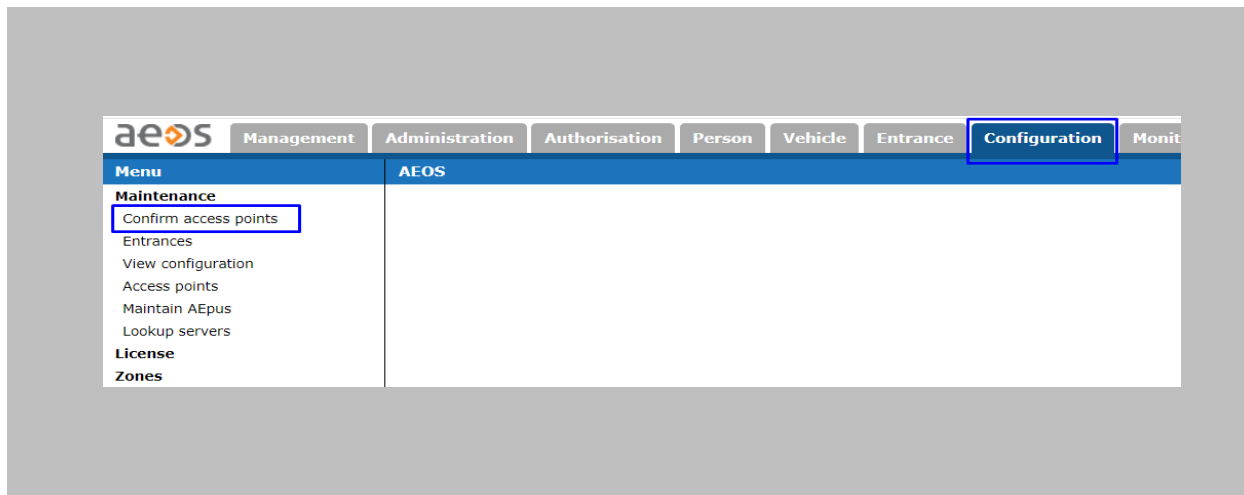 aeos Management Administration Authorisation Person Vehicle Entrance Configuration Monit
Menu AEOS
Maintenance
Confirm access points
Entrances
View configuration
Access points
Maintain AEpus
Lookup servers
License
Zones